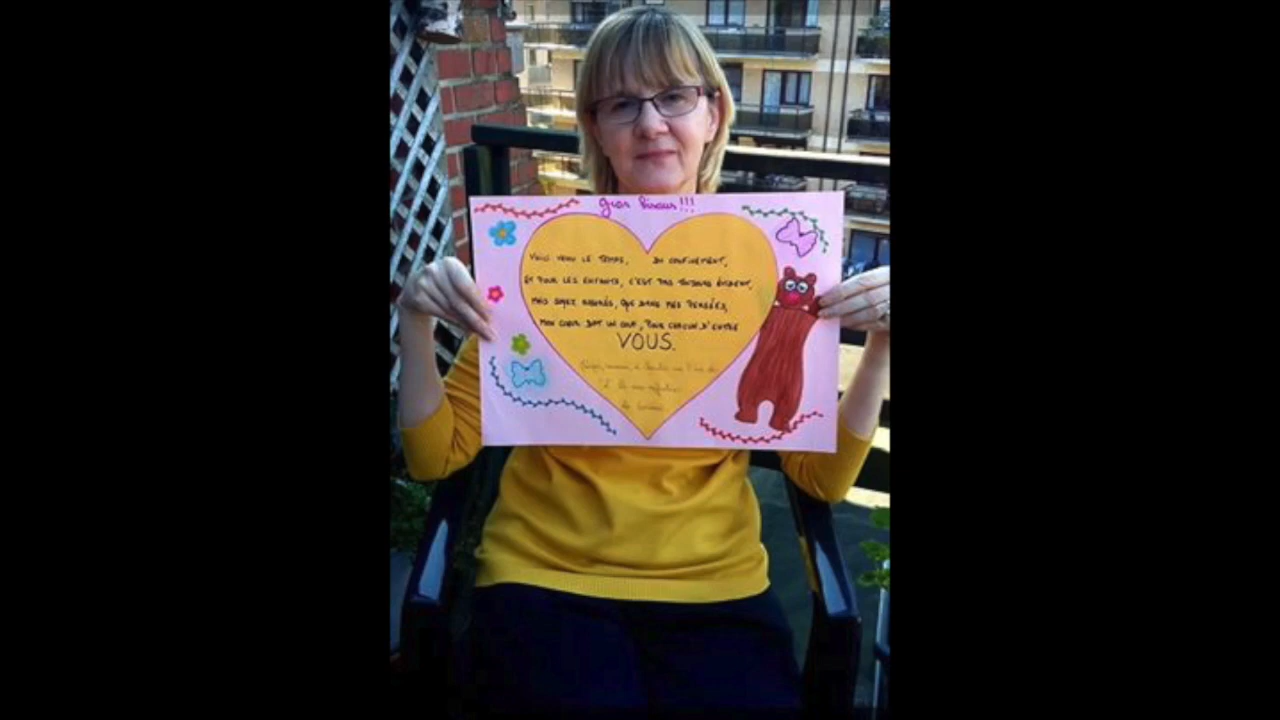 Gros bisous!!!
VOICI VENU LE TEMPS, DU CONFINEMENT,
ET POUR LES ENFANTS, C'EST PAS TOUJOURS ÉVIDENT,
MAIS SOYEZ ASSURÉS, QUE DANS MES PENSÉES,
MON COEUR BAT UN COUP, POUR CHACUN D'ENTRE
VOUS.